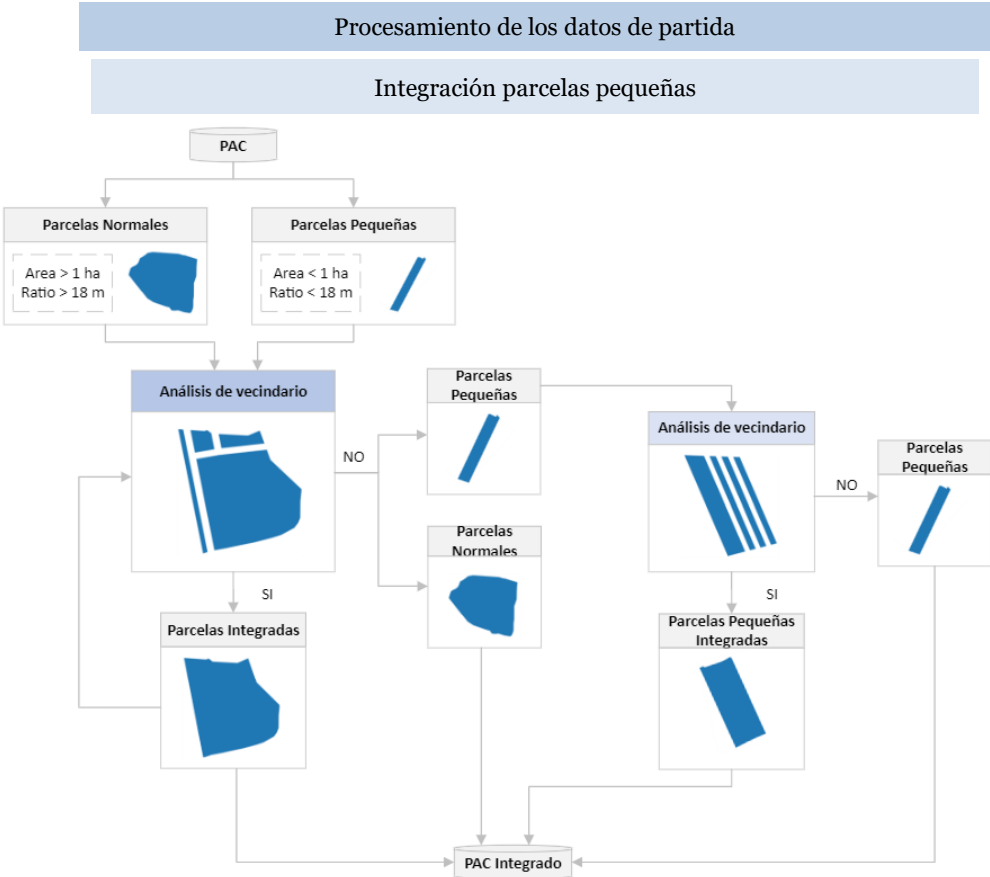 Procesamiento de los datos de partida
Integración parcelas pequeñas
PAC
Parcelas Normales
Area > 1 ha
Ratio > 18 m
Parcelas Pequeñas
Area < 1 ha
Ratio < 18 m
Análisis de vecindario
NO
Parcelas
Pequeñas
Parcelas
Normales
Análisis de vecindario
NO
Parcelas
Pequeñas
SI
Parcelas Integradas
SI
Parcelas Pequeñas
Integradas
PAC Integrado